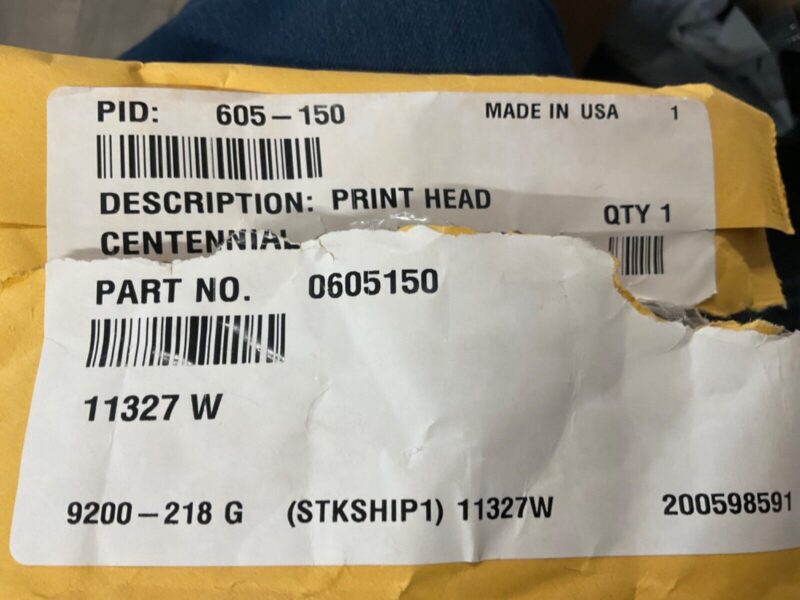 PID: 605-150 MADE IN USA 1
DESCRIPTION: PRINT HEAD
QTY 1
CENTENNIAL
PART NO. 0605150
11327 W
9200-218 G (STKSHIP1) 11327W 200598591